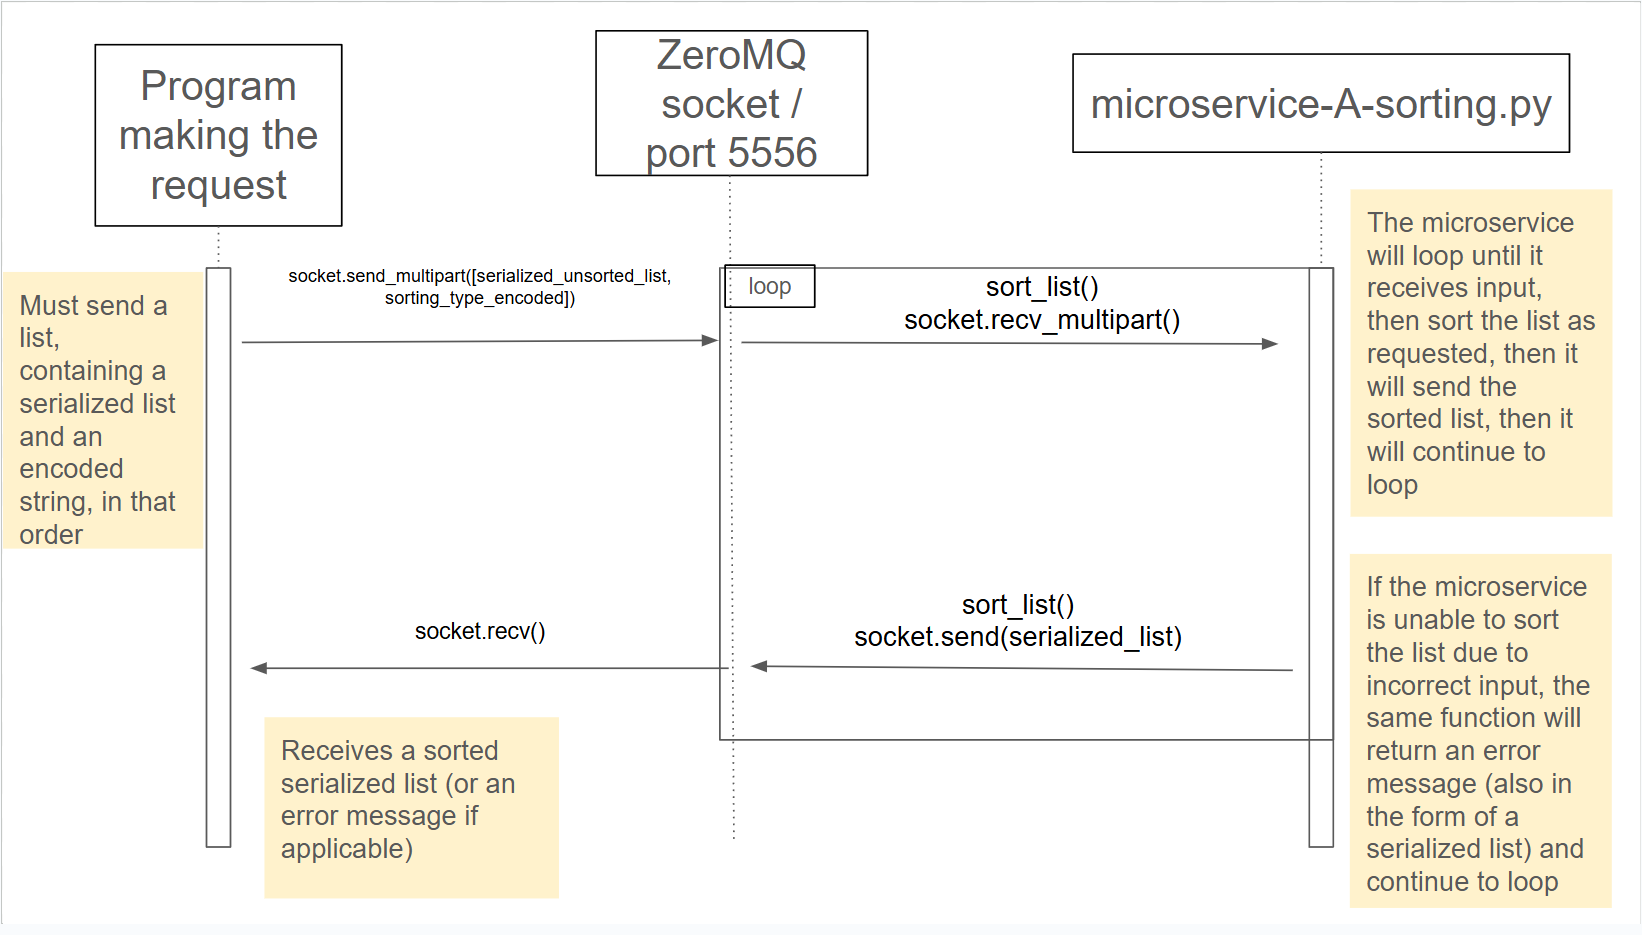 Program
making the
request
ZeroMQ
socket /
port 5556
microservice-A-sorting.py
socket.send_multipart([serialized_unsorted_list,
sorting_type_encoded])
loop
sort_list()
socket.recv_multipart()
Must send a
list,
containing a
serialized list
and an
encoded
string, in that
order
The microservice
will loop until it
receives input,
then sort the list as
requested, then it
will send the
sorted list, then it
will continue to
loop
sort_list()
socket.send(serialized_list)
socket.recv()
Receives a sorted
serialized list (or an
error message if
applicable)
If the microservice
is unable to sort
the list due to
incorrect input, the
same function will
return an error
message (also in
the form of a
serialized list) and
continue to loop